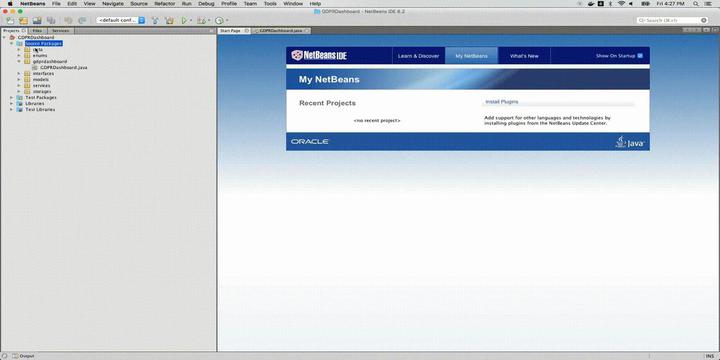 NetBeans File Edit View Navigate Source Refactor Run Debug Profile Team Tools Window Help
Fri 4:27 PM
GDPRDashboard - NetBeans IDE 8.2
<default conf...
Search (⌘+I)
Projects Files Services
Start Page GDPRDashboard.java
GDPRDashboard
Source Packages
enums
gdprdashboard
GDPRDashboard.java
interfaces
models
services
storages
Test Packages
Libraries
Test Libraries
NetBeans IDE
Learn & Discover My NetBeans What's New Show On Startup
My NetBeans
Recent Projects
<no recent project>
Install Plugins
Add support for other languages and technologies by
installing plugins from the NetBeans Update Center.
ORACLE
Java
Output
INS